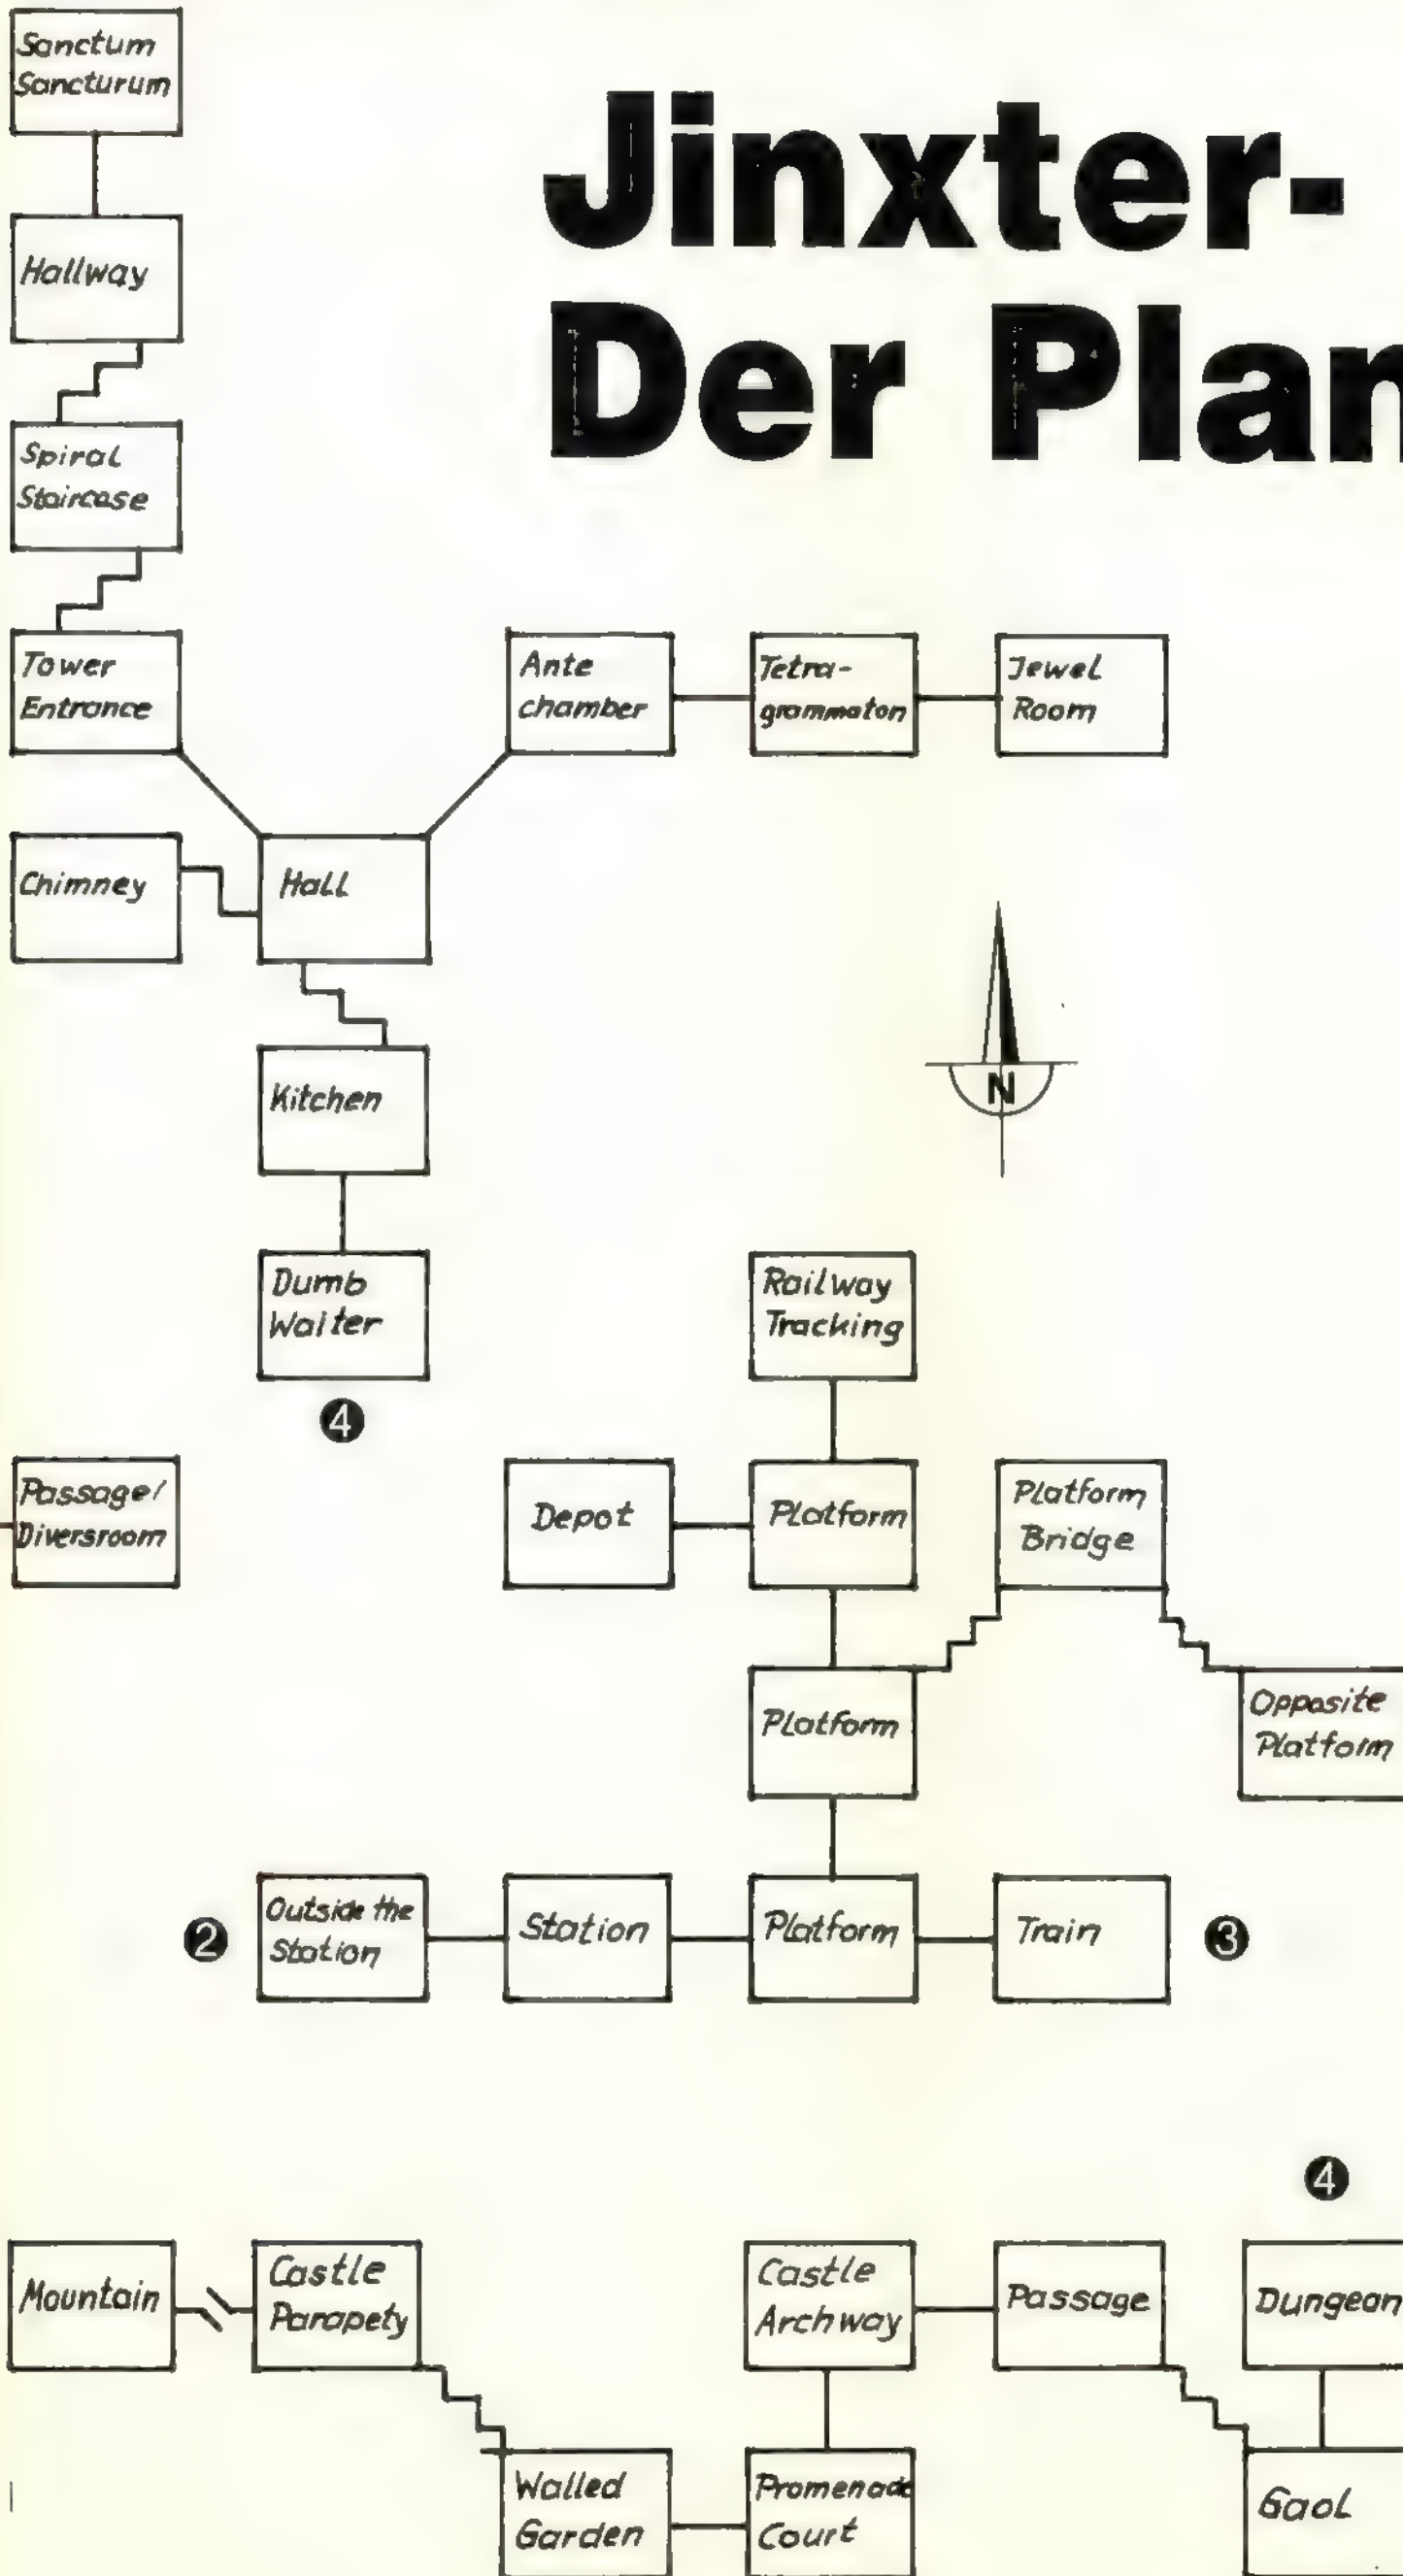 Jinxter-
Der Plan
Sanctum
Sancturum
Hallway
Spiral
Staircase
Tower
Entrance
Ante
chamber
Tetra-
grammaton
Jewel
Room
Chimney
Hall
N
Kitchen
Dumb
Waiter
4
Railway
Tracking
Passage/
Diversroom
Depot
Platform
Platform
Bridge
Platform
Opposite
Platform
2
Outside the
Station
Station
Platform
Train
3
4
Mountain
Castle
Parapety
Castle
Archway
Passage
Dungeon
Walled
Garden
Promenade
Court
Gaol